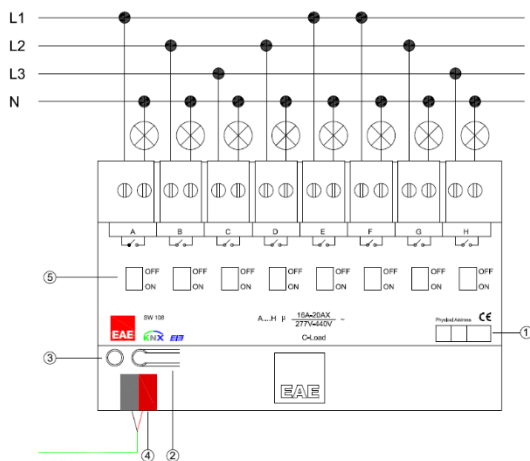 L1
L2
L3
N
A B C D E F G H
⑤ OFF OFF OFF OFF OFF OFF OFF OFF
ON ON ON ON ON ON ON ON
EAE SW 108 KNX
A....H μ 16A-20AX ~
277V-440V
C-Load
Physical Address CE
①
③
EAE
④ ②